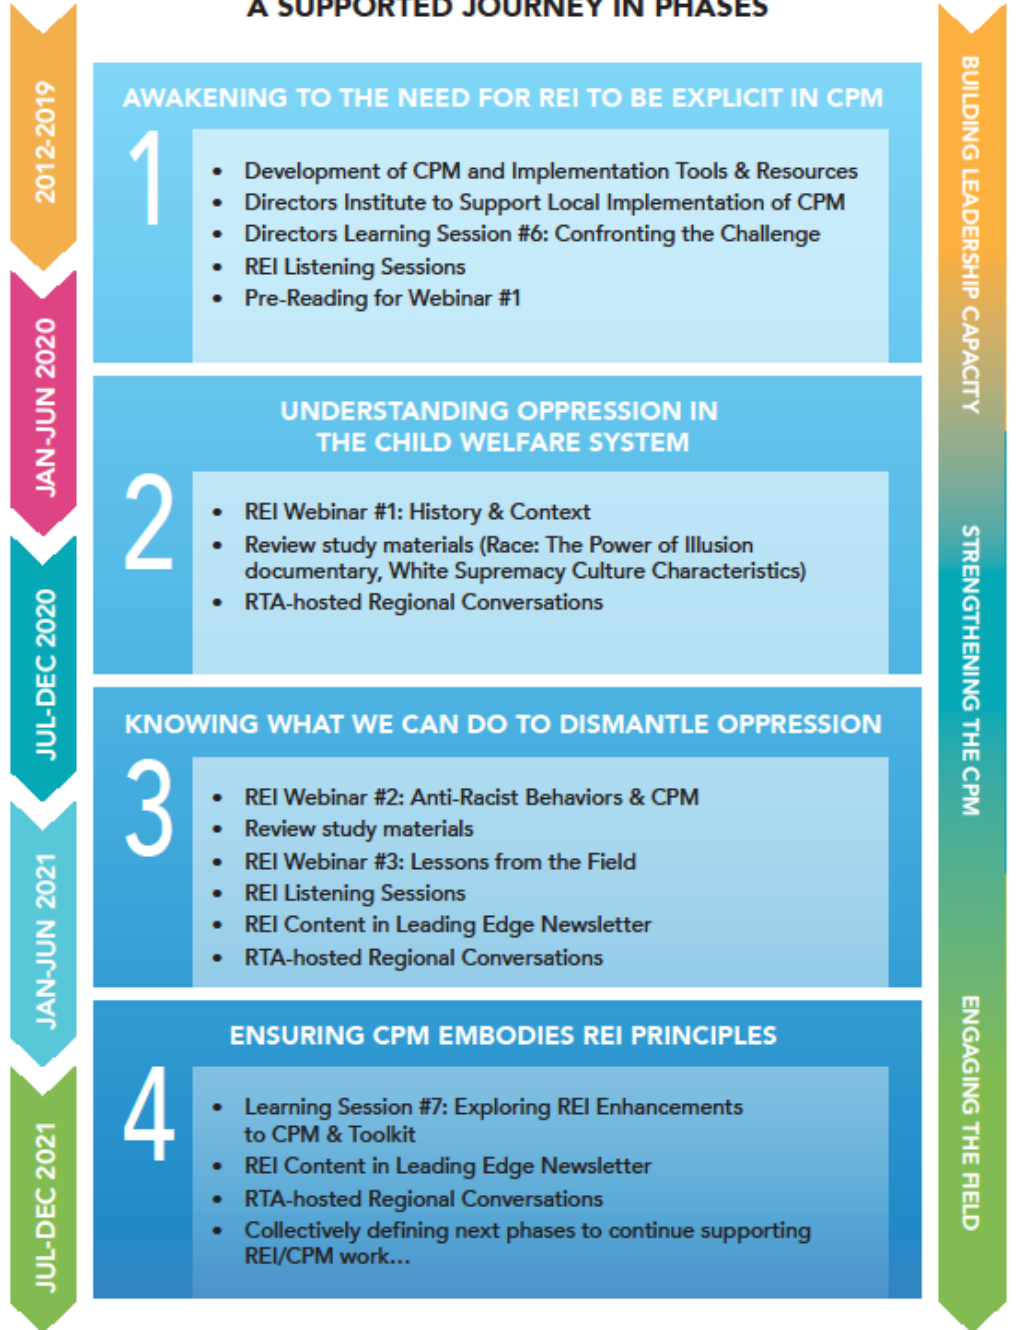 A SUPPORTED JOURNEY IN PHASES
2012-2019
JAN-JUN 2020
JUL-DEC 2020
JAN-JUN 2021
JUL-DEC 2021
AWAKENING TO THE NEED FOR REI TO BE EXPLICIT IN CPM
1
• Development of CPM and Implementation Tools & Resources
• Directors Institute to Support Local Implementation of CPM
• Directors Learning Session #6: Confronting the Challenge
• REI Listening Sessions
• Pre-Reading for Webinar #1
UNDERSTANDING OPPRESSION IN
THE CHILD WELFARE SYSTEM
2
• REI Webinar #1: History & Context
• Review study materials (Race: The Power of Illusion
documentary, White Supremacy Culture Characteristics)
• RTA-hosted Regional Conversations
KNOWING WHAT WE CAN DO TO DISMANTLE OPPRESSION
3
• REI Webinar #2: Anti-Racist Behaviors & CPM
• Review study materials
• REI Webinar #3: Lessons from the Field
• REI Listening Sessions
• REI Content in Leading Edge Newsletter
• RTA-hosted Regional Conversations
ENSURING CPM EMBODIES REI PRINCIPLES
4
• Learning Session #7: Exploring REI Enhancements
to CPM & Toolkit
• REI Content in Leading Edge Newsletter
• RTA-hosted Regional Conversations
• Collectively defining next phases to continue supporting
REI/CPM work...
BUILDING LEADERSHIP CAPACITY
STRENGTHENING THE CPM
ENGAGING THE FIELD